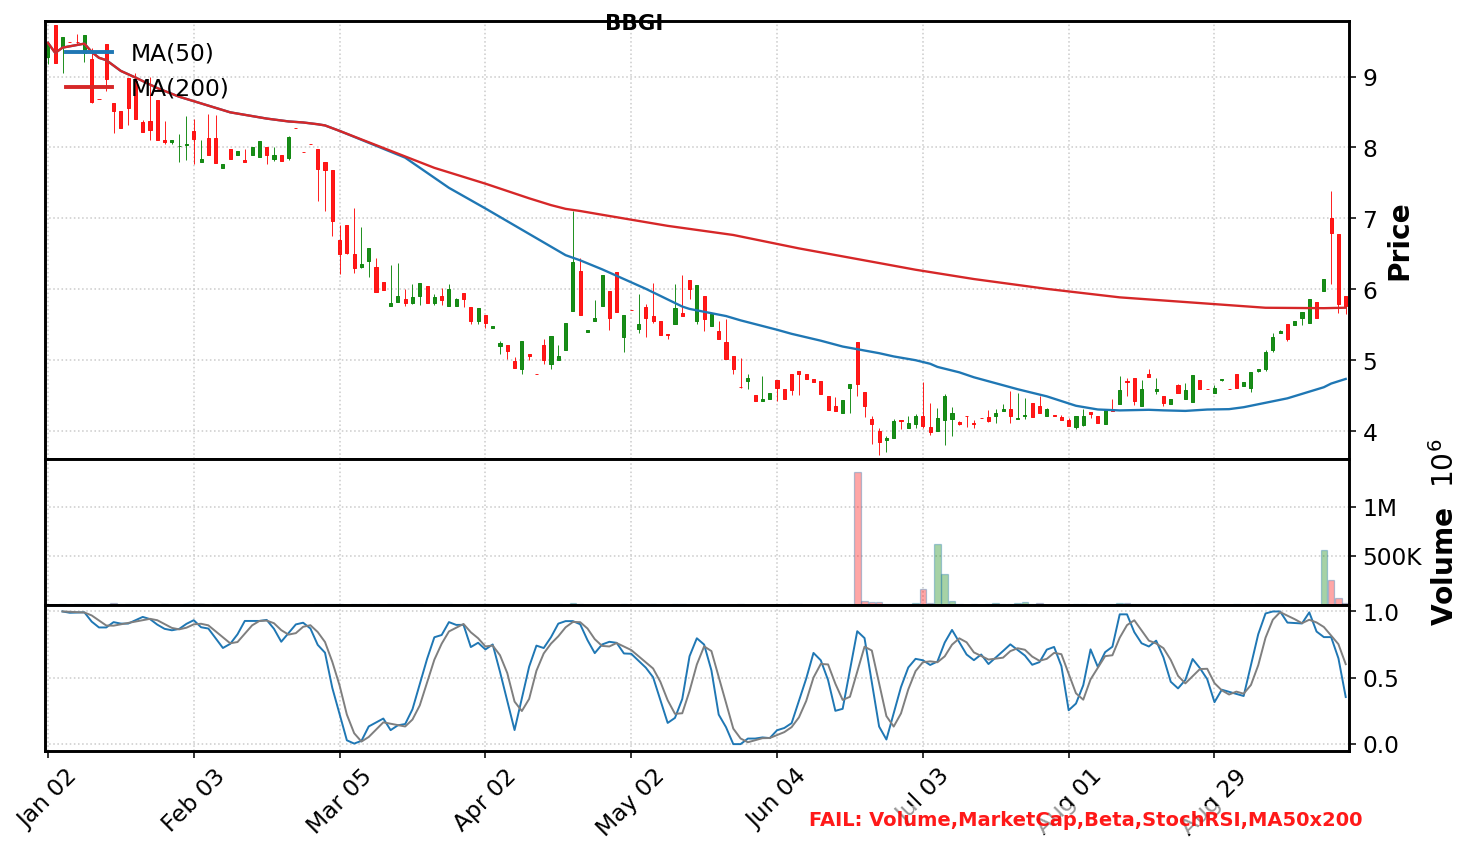 BBGI
MA(50)
MA(200)
9
8
7
6
5
4
Price
1M
500K
Volume 10⁶
1.0
0.5
0.0
Jan 02
Feb 03
Mar 05
Apr 02
May 02
Jun 04
Jul 03
Aug 01
Aug 29
FAIL: Volume,MarketCap,Beta,StochRSI,MA50x200